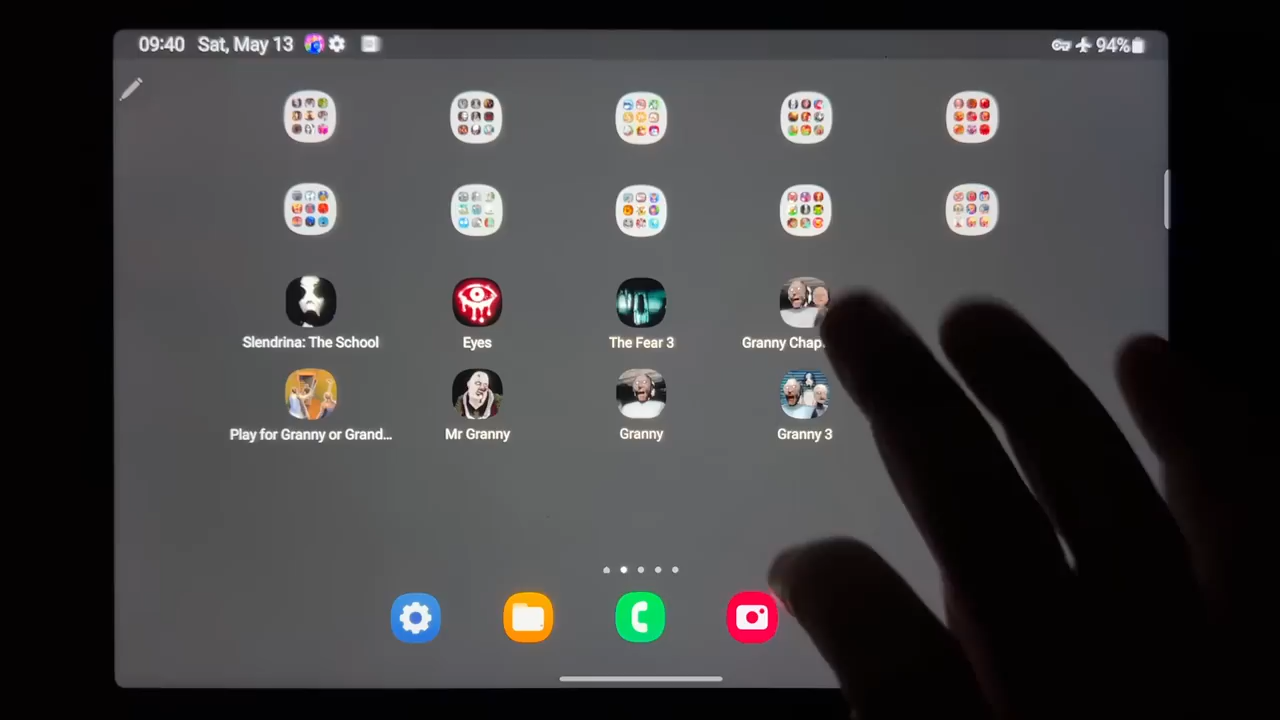 09:40 Sat, May 13 94%
Slendrina: The School Eyes The Fear 3 Granny Chap
Play for Granny or Grand... Mr Granny Granny Granny 3